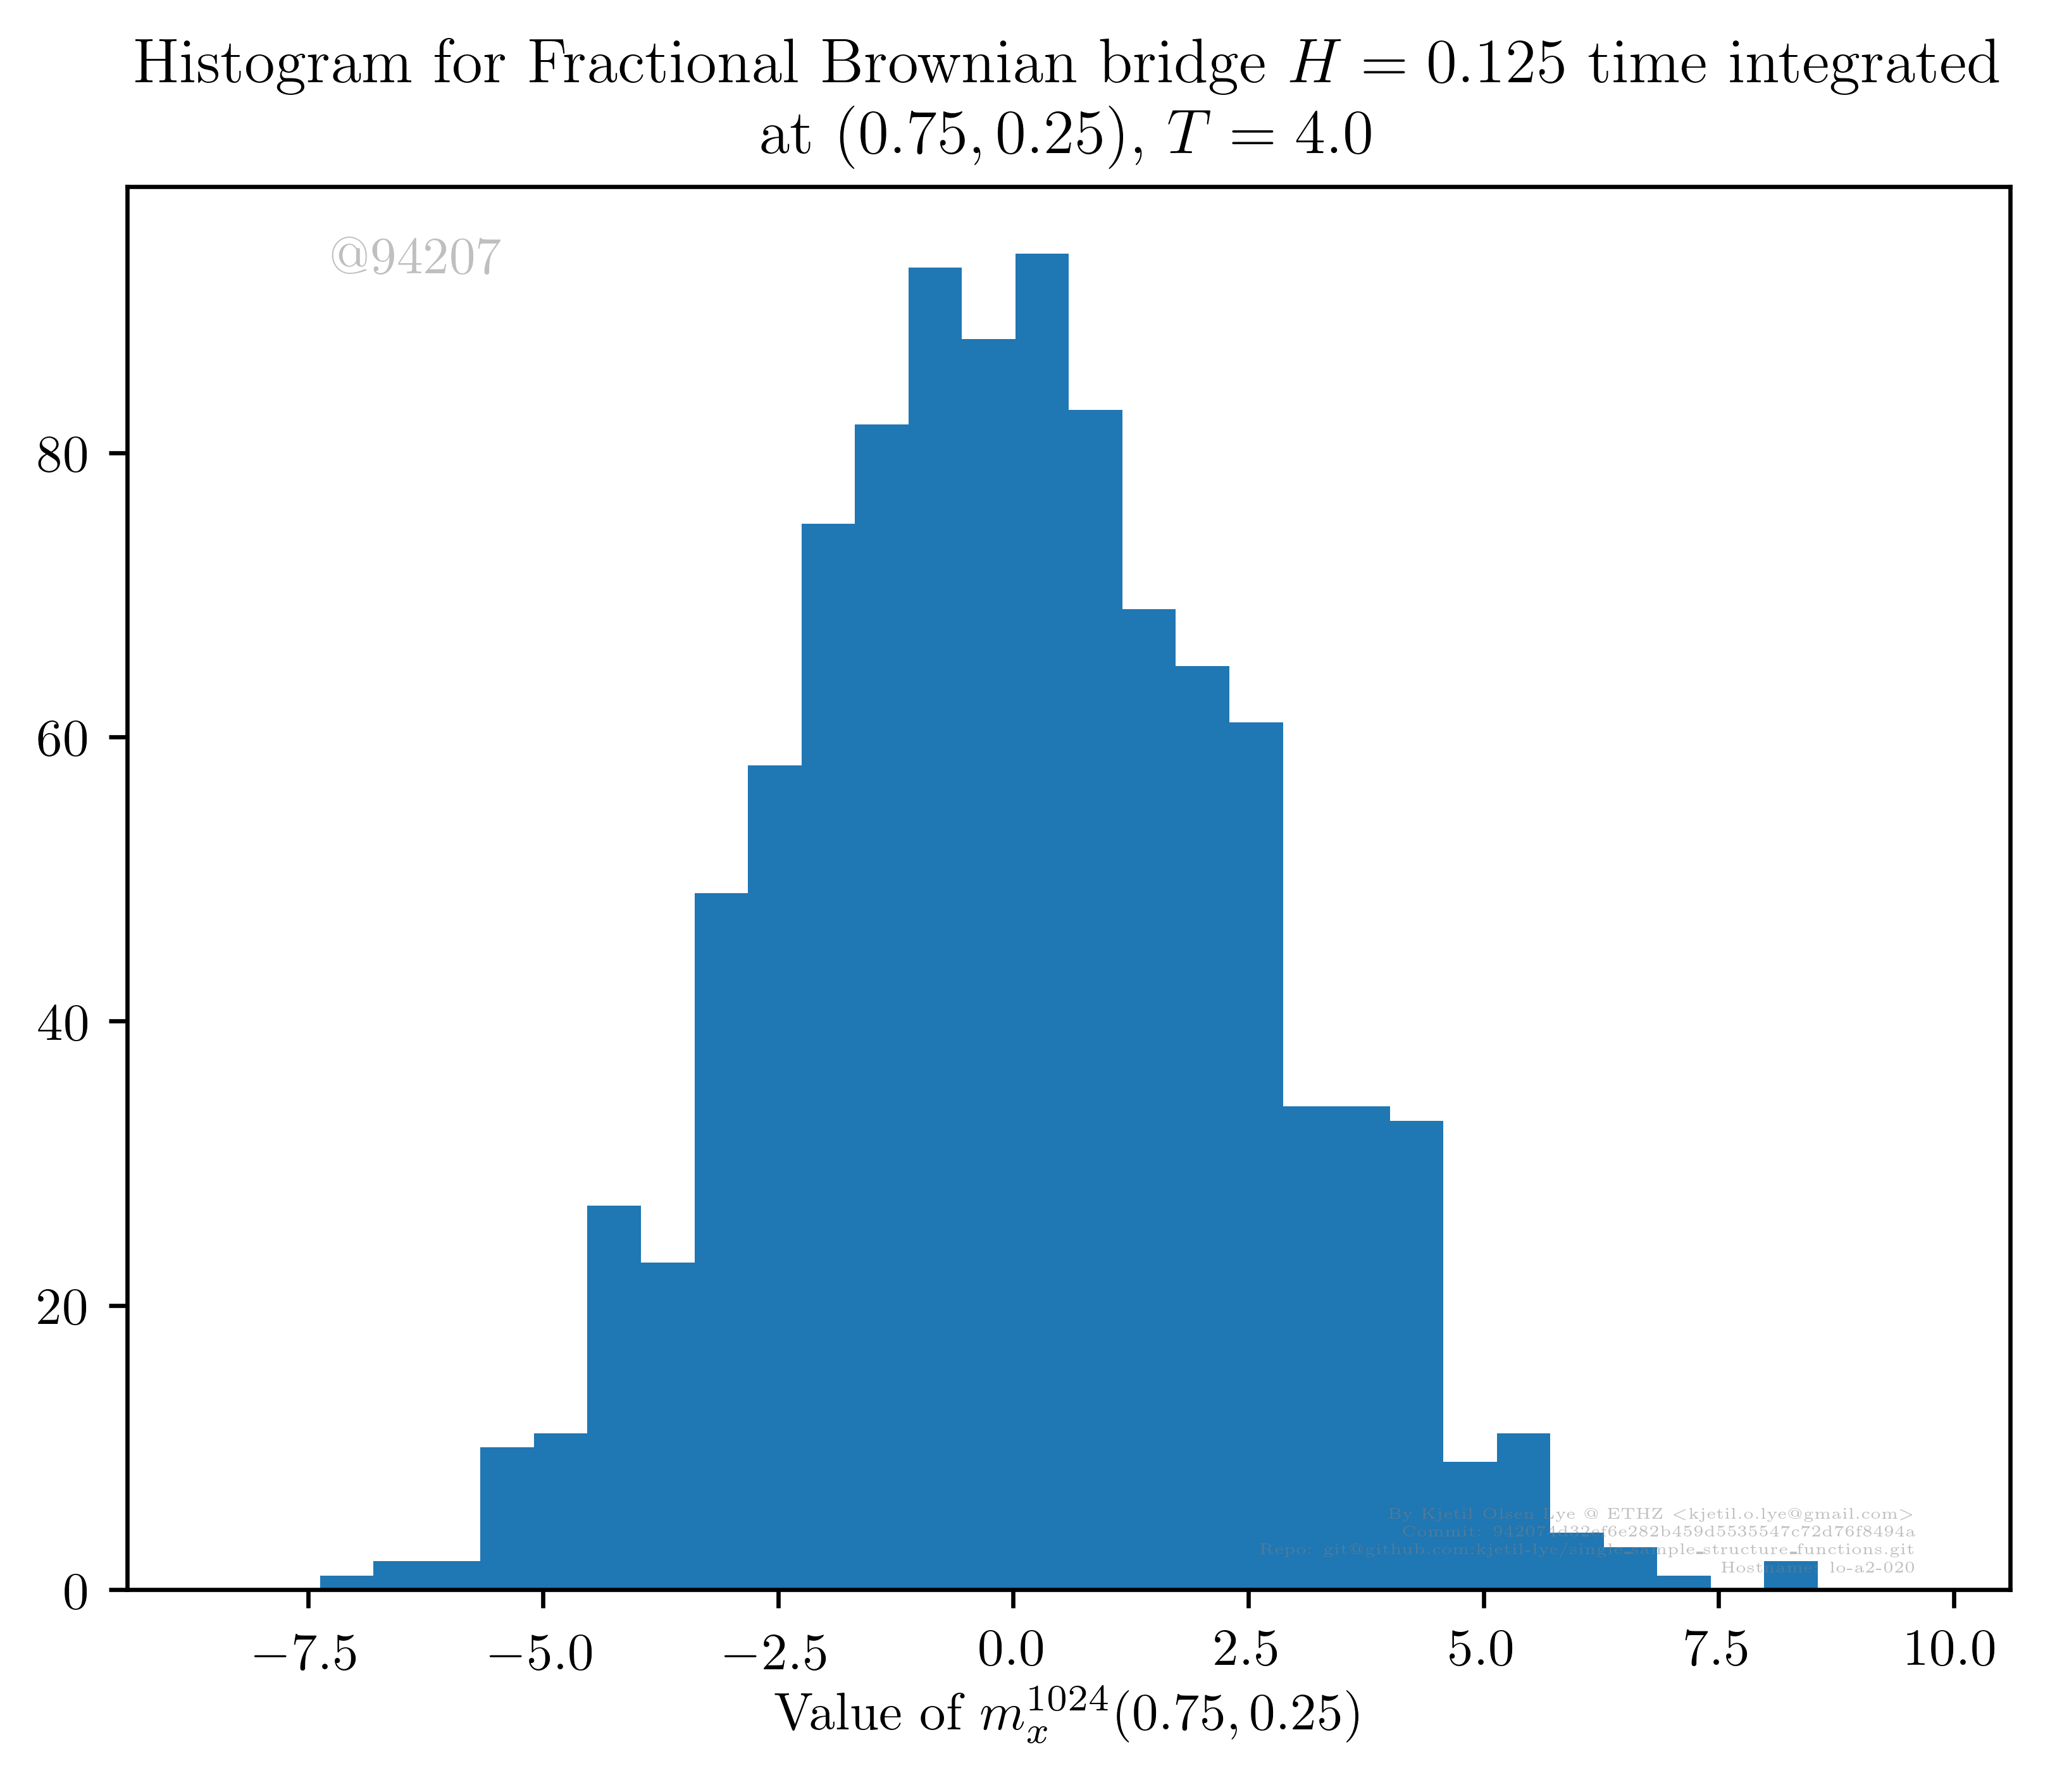 Histogram for Fractional Brownian bridge H = 0.125 time integrated
at (0.75, 0.25), T = 4.0
@94207
80
60
40
20
0
By Kjetil Olsen Lye @ ETHZ <kjetil.o.lye@gmail.com>
Commit:
Repo: git@github.com:kjetil-lye/single_sample_structure_functions.git
Hostname: lo-a2-020
−7.5 −5.0 −2.5 0.0 2.5 5.0 7.5 10.0
Value of m_x^1024(0.75, 0.25)